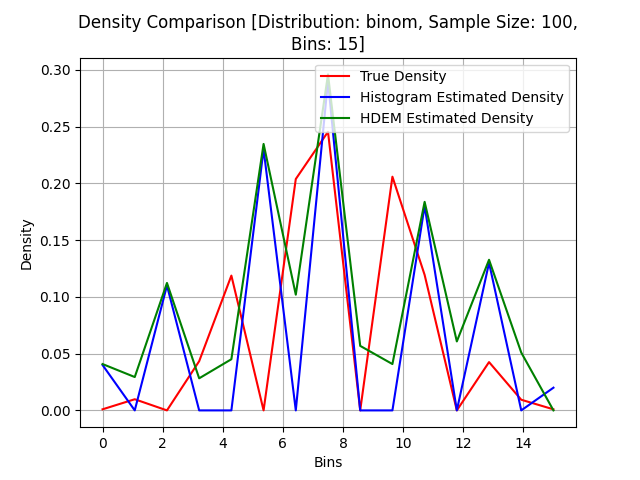 Density Comparison [Distribution: binom, Sample Size: 100,
Bins: 15]
True Density
Histogram Estimated Density
HDEM Estimated Density
0.30
0.25
0.20
0.15
0.10
0.05
0.00
Density
0 2 4 6 8 10 12 14
Bins